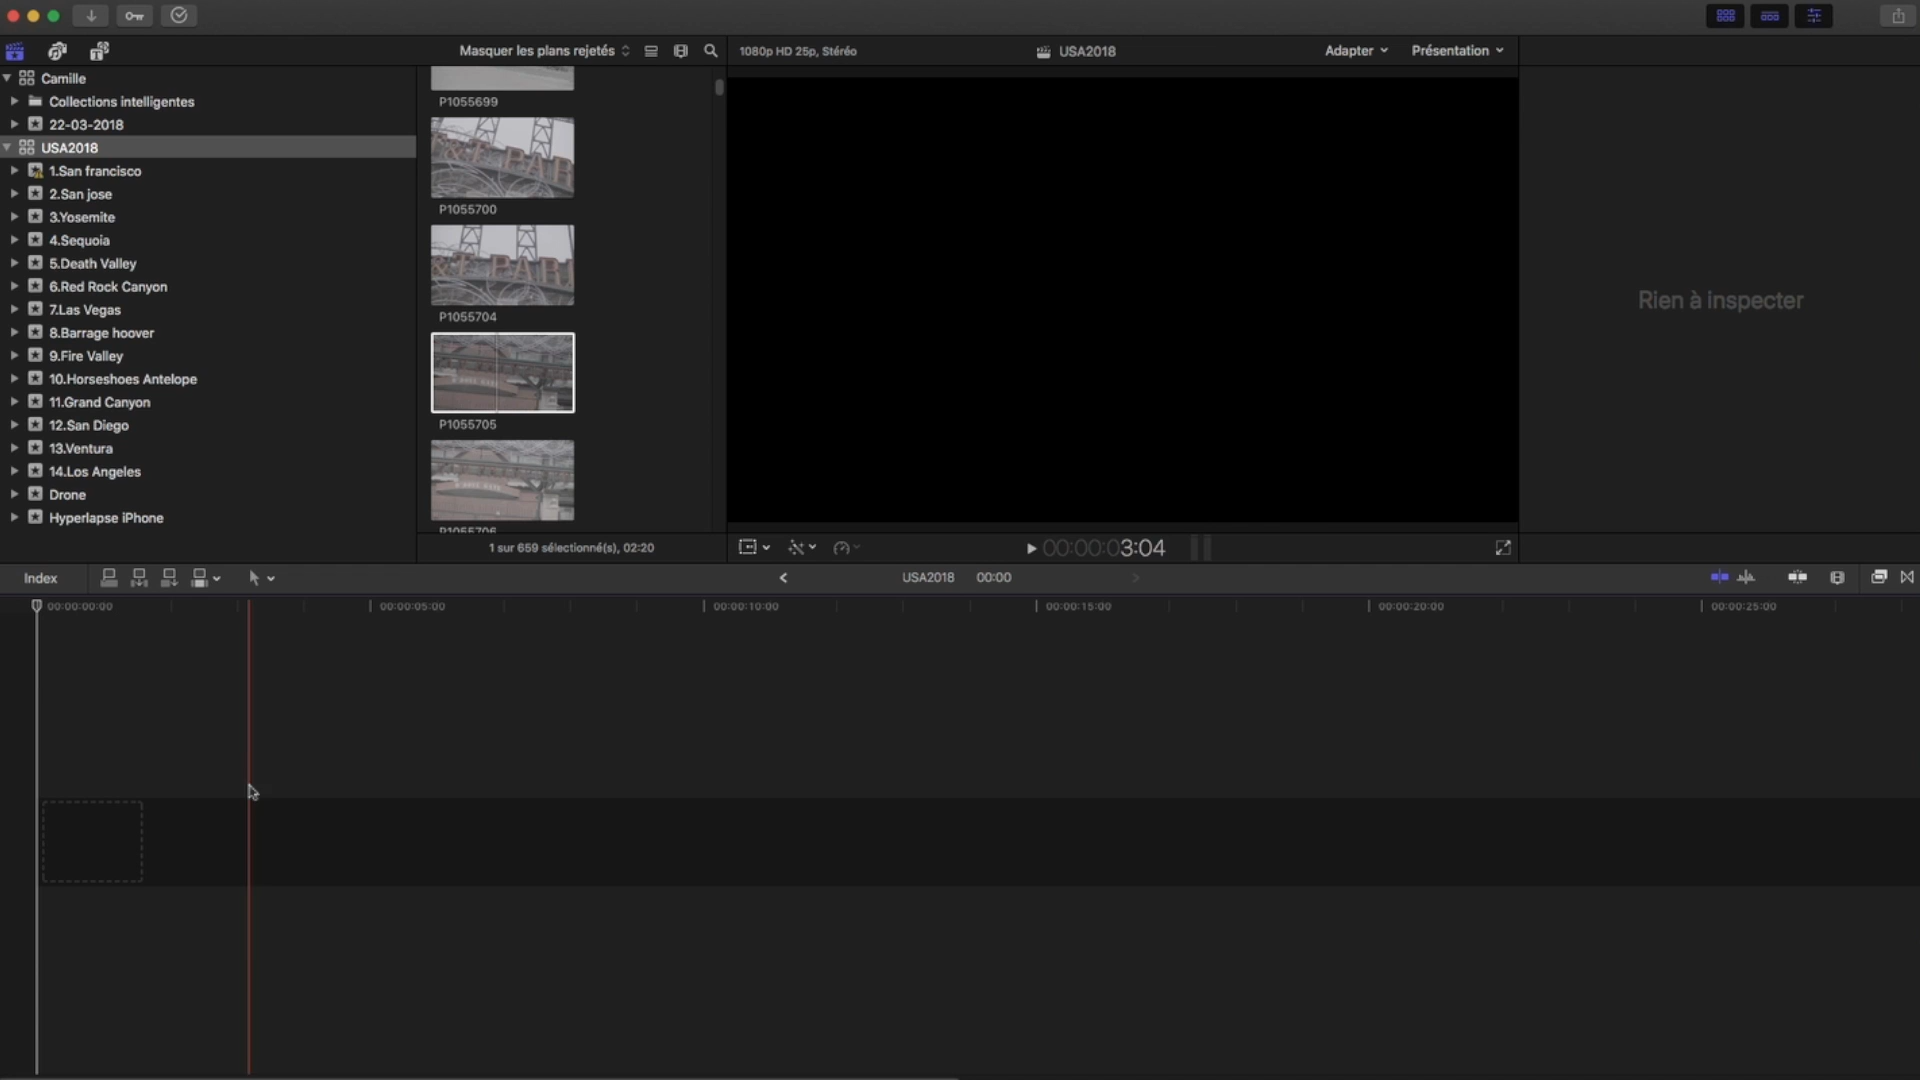 Masquer les plans rejetés
1080p HD 25p, Stéréo
USA2018
Adapter
Présentation
Camille
Collections intelligentes
22-03-2018
USA2018
1.San francisco
2.San jose
3.Yosemite
4.Sequoia
5.Death Valley
6.Red Rock Canyon
7.Las Vegas
8.Barrage hoover
9.Fire Valley
10.Horseshoes Antelope
11.Grand Canyon
12.San Diego
13.Ventura
14.Los Angeles
Drone
Hyperlapse iPhone
P1055699
P1055700
P1055704
P1055705
P1055706
1 sur 659 sélectionné(s), 02:20
Rien à inspecter
00:00:03:04
Index
USA2018 00:00
00:00:00:00
00:00:05:00
00:00:10:00
00:00:15:00
00:00:20:00
00:00:25:00